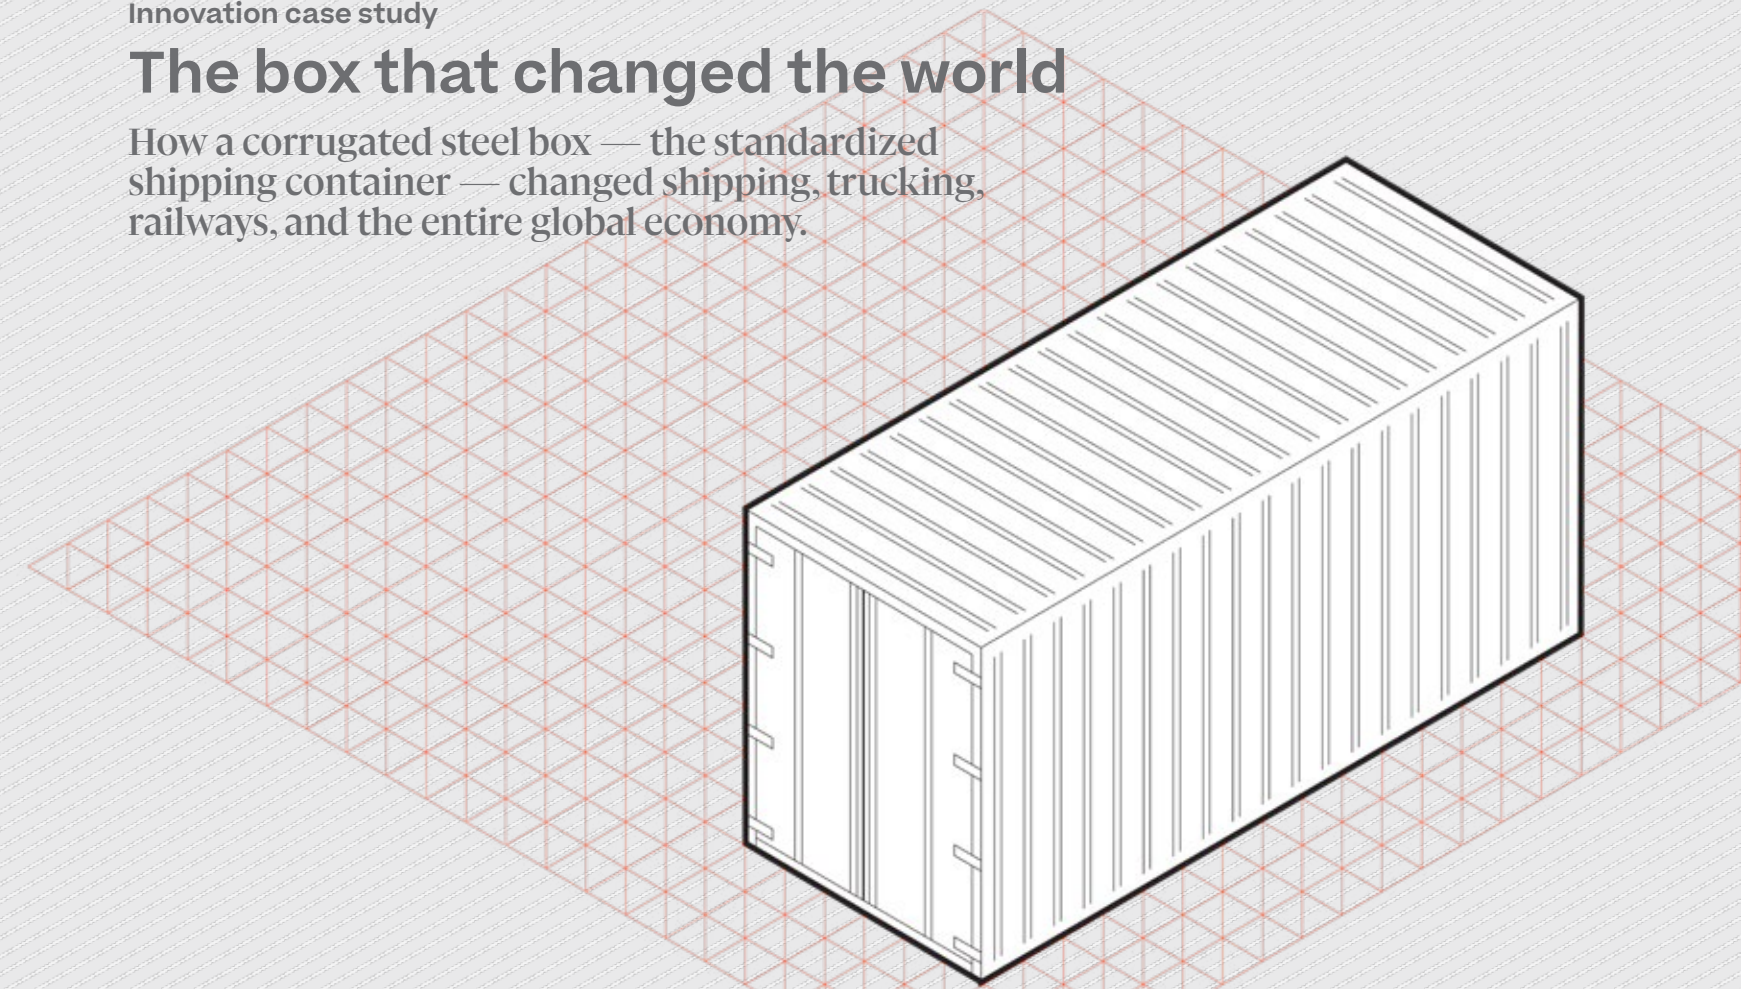 Innovation case study
The box that changed the world
How a corrugated steel box — the standardized
shipping container — changed shipping, trucking,
railways, and the entire global economy.